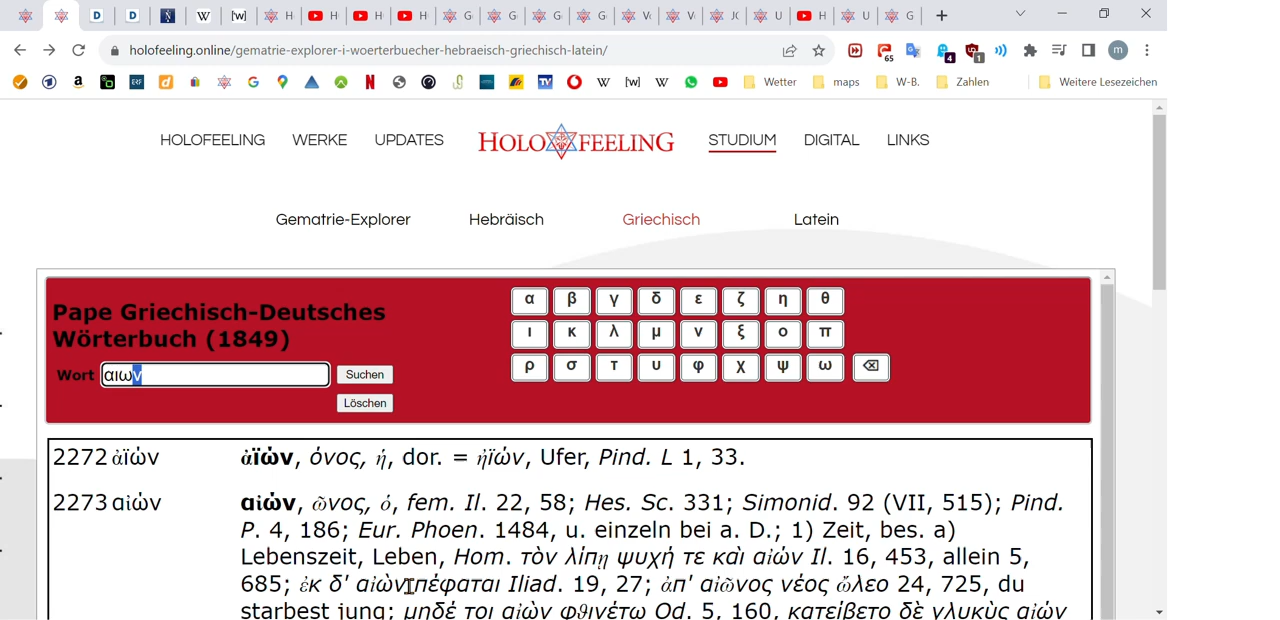 holofeeling.online/gematrie-explorer-i-woerterbuecher-hebraeisch-griechisch-latein/
Wetter maps W-B. Zahlen Weitere Lesezeichen
HOLOFEELING WERKE UPDATES HOLOFEELING STUDIUM DIGITAL LINKS
Gematrie-Explorer Hebräisch Griechisch Latein
Pape Griechisch-Deutsches
Wörterbuch (1849)
Wort αιων Suchen
Löschen
α β γ δ ε ζ η θ
ι κ λ μ ν ξ ο π
ρ σ τ υ φ χ ψ ω
2272 ἀϊών ἀϊών, όνος, ἡ, dor. = ἠϊών, Ufer, Pind. L 1, 33.
2273 αἰών αἰών, ῶνος, ὁ, fem. Il. 22, 58; Hes. Sc. 331; Simonid. 92 (VII, 515); Pind.
P. 4, 186; Eur. Phoen. 1484, u. einzeln bei a. D.; 1) Zeit, bes. a)
Lebenszeit, Leben, Hom. τὸν λίπῃ ψυχή τε καὶ αἰών Il. 16, 453, allein 5,
685; ἐκ δ' αἰὼν πέφαται Iliad. 19, 27; ἀπ' αἰῶνος νέος ὤλεο 24, 725, du
starbest jung; μηδέ τοι αἰὼν φϑινέτω Od. 5, 160, κατείβετο δὲ γλυκὺς αἰών